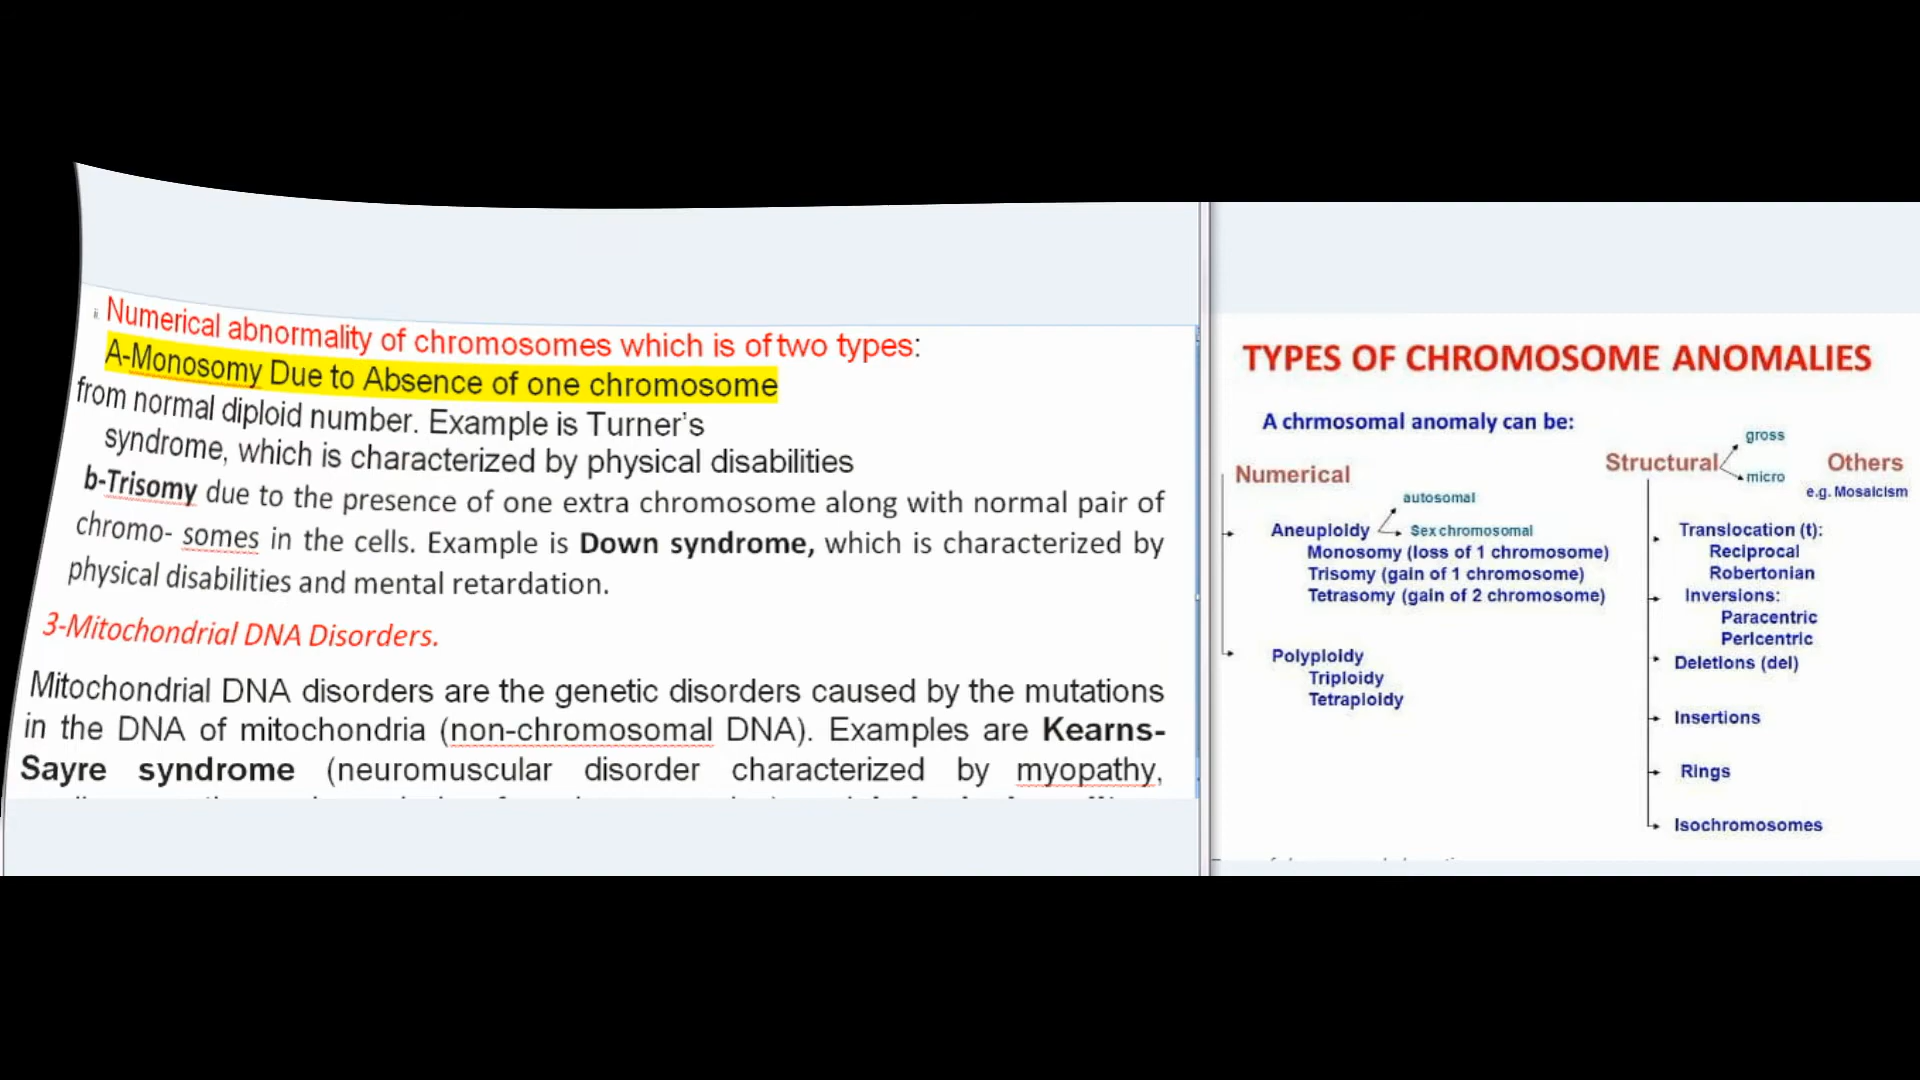 ii. Numerical abnormality of chromosomes which is of two types:
A-Monosomy Due to Absence of one chromosome
from normal diploid number. Example is Turner's
syndrome, which is characterized by physical disabilities
b-Trisomy due to the presence of one extra chromosome along with normal pair of
chromo- somes in the cells. Example is Down syndrome, which is characterized by
physical disabilities and mental retardation.
3-Mitochondrial DNA Disorders.
Mitochondrial DNA disorders are the genetic disorders caused by the mutations
in the DNA of mitochondria (non-chromosomal DNA). Examples are Kearns-
Sayre syndrome (neuromuscular disorder characterized by myopathy,
TYPES OF CHROMOSOME ANOMALIES
A chrmosomal anomaly can be:
Numerical
autosomal
Aneuploidy
Sex chromosomal
Monosomy (loss of 1 chromosome)
Trisomy (gain of 1 chromosome)
Tetrasomy (gain of 2 chromosome)
Polyploidy
Triploidy
Tetraploidy
gross
Structural
micro
Translocation (t):
Reciprocal
Robertonian
Inversions:
Paracentric
Pericentric
Deletions (del)
Insertions
Rings
Isochromosomes
Others
e.g. Mosaicism